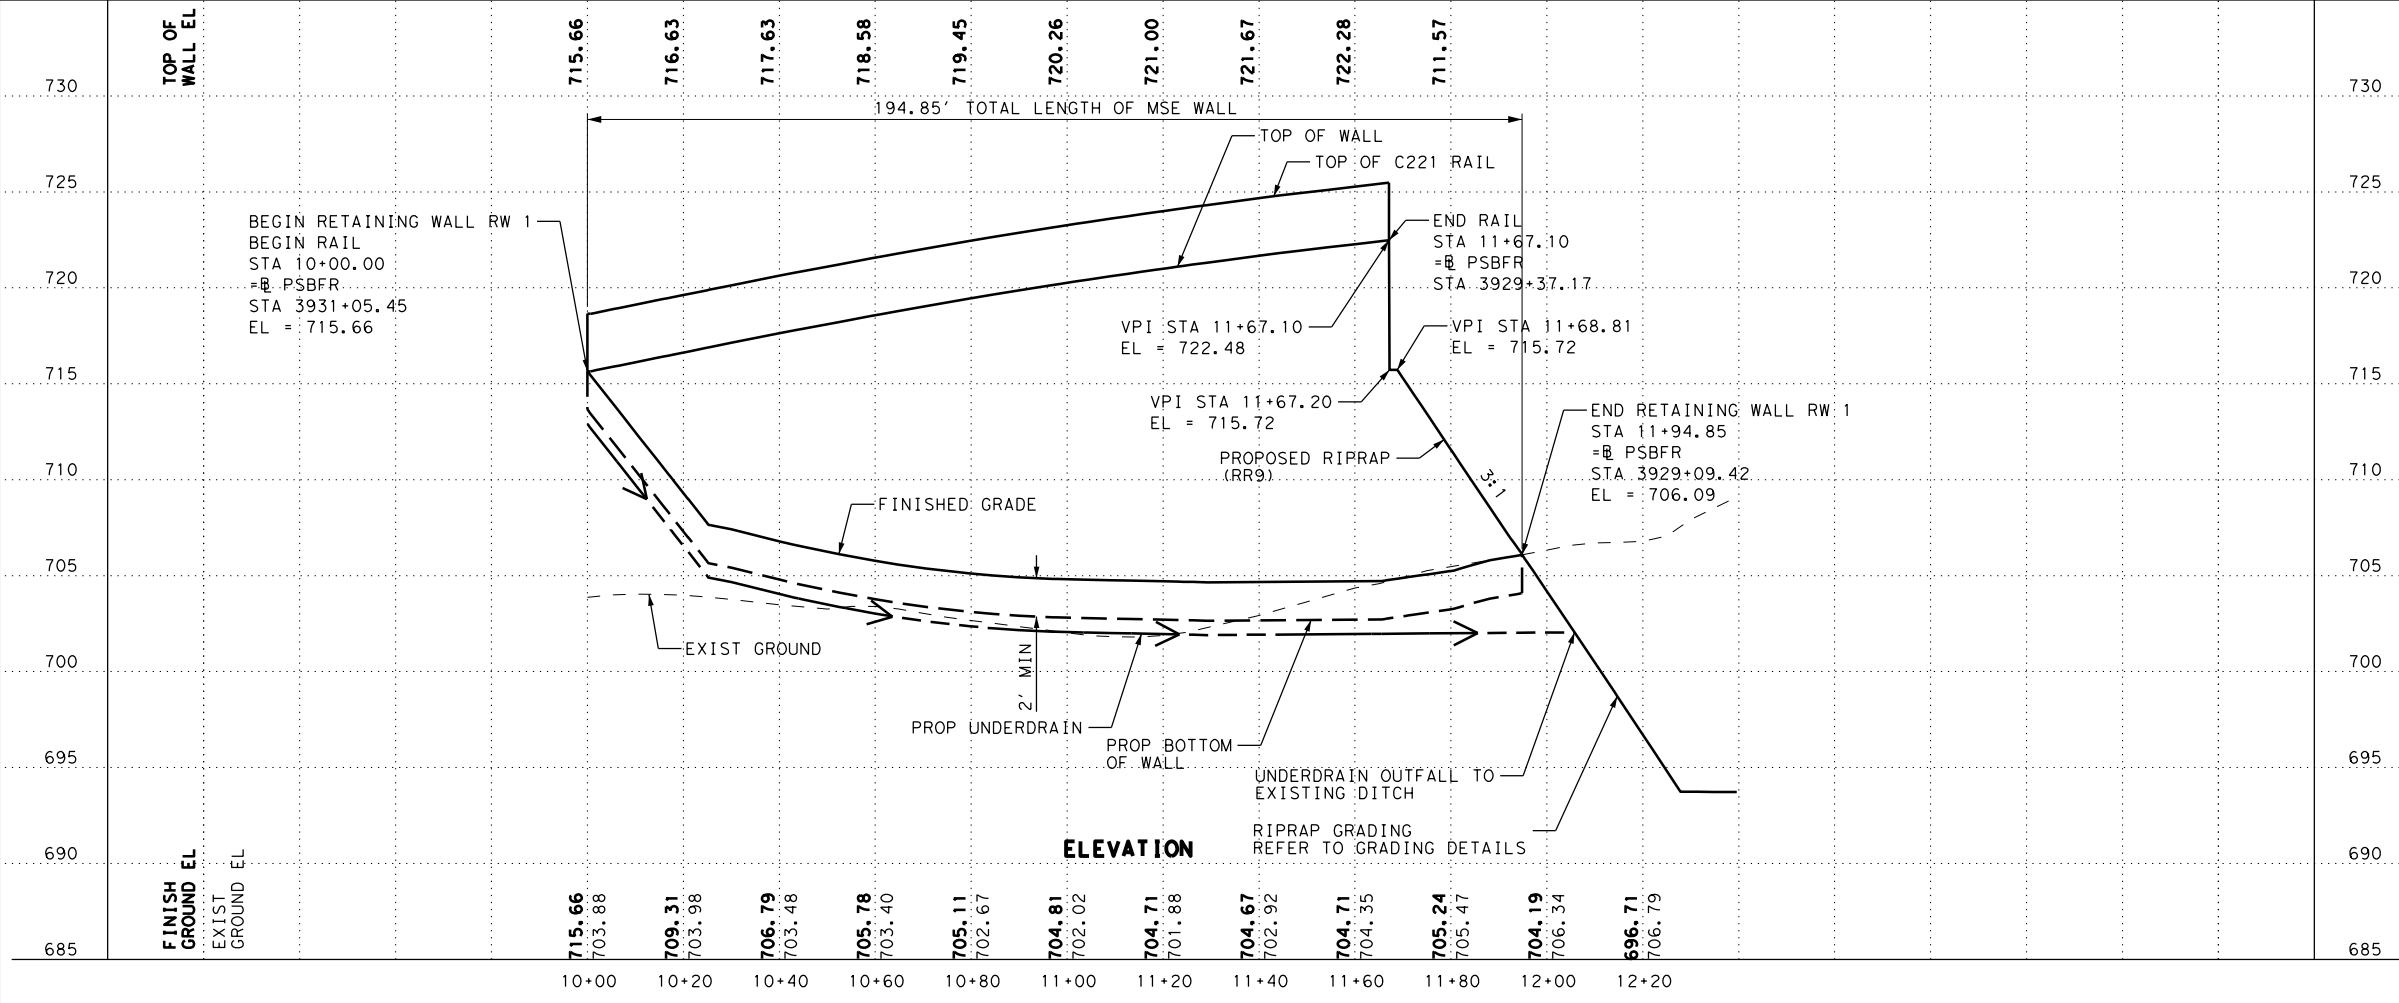 TOP OF
WALL EL
715.66
716.63
717.63
718.58
719.45
720.26
721.00
721.67
722.28
711.57
730
730
194.85' TOTAL LENGTH OF MSE WALL
TOP OF WALL
TOP OF C221 RAIL
725
725
BEGIN RETAINING WALL RW 1
BEGIN RAIL
STA 10+00.00
=℄ PSBFR
STA 3931+05.45
EL = 715.66
END RAIL
STA 11+67.10
=℄ PSBFR
STA 3929+37.17
720
720
VPI STA 11+67.10
EL = 722.48
VPI STA 11+68.81
EL = 715.72
715
715
VPI STA 11+67.20
EL = 715.72
END RETAINING WALL RW 1
STA 11+94.85
=℄ PSBFR
STA 3929+09.42
EL = 706.09
PROPOSED RIPRAP
(RR9)
3:1
710
710
FINISHED GRADE
705
705
EXIST GROUND
2' MIN
700
700
PROP UNDERDRAIN
PROP BOTTOM
OF WALL
695
695
UNDERDRAIN OUTFALL TO
EXISTING DITCH
RIPRAP GRADING
REFER TO GRADING DETAILS
ELEVATION
690
690
FINISH
GROUND EL
EXIST
GROUND EL
715.66
703.88
709.31
703.98
706.79
703.48
705.78
703.40
705.11
702.67
704.81
702.02
704.71
701.88
704.67
702.92
704.71
704.35
705.24
705.47
704.19
706.34
696.71
706.79
685
685
10+00
10+20
10+40
10+60
10+80
11+00
11+20
11+40
11+60
11+80
12+00
12+20